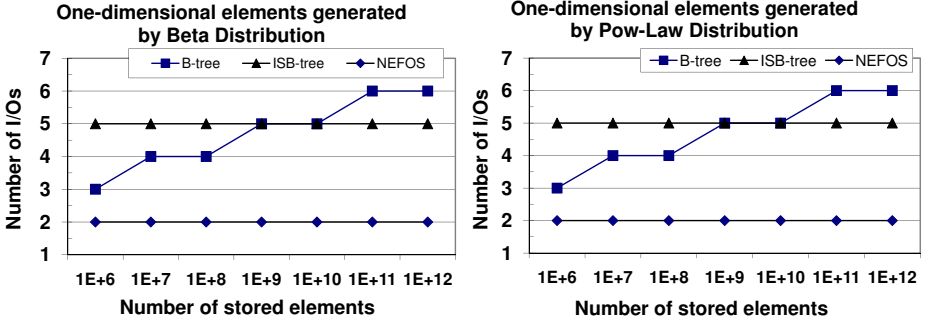 One-dimensional elements generated
by Beta Distribution
B-tree ISB-tree NEFOS
Number of I/Os
7
6
5
4
3
2
1
1E+6 1E+7 1E+8 1E+9 1E+10 1E+11 1E+12
Number of stored elements
One-dimensional elements generated
by Pow-Law Distribution
B-tree ISB-tree NEFOS
Number of I/Os
7
6
5
4
3
2
1
1E+6 1E+7 1E+8 1E+9 1E+10 1E+11 1E+12
Number of stored elements